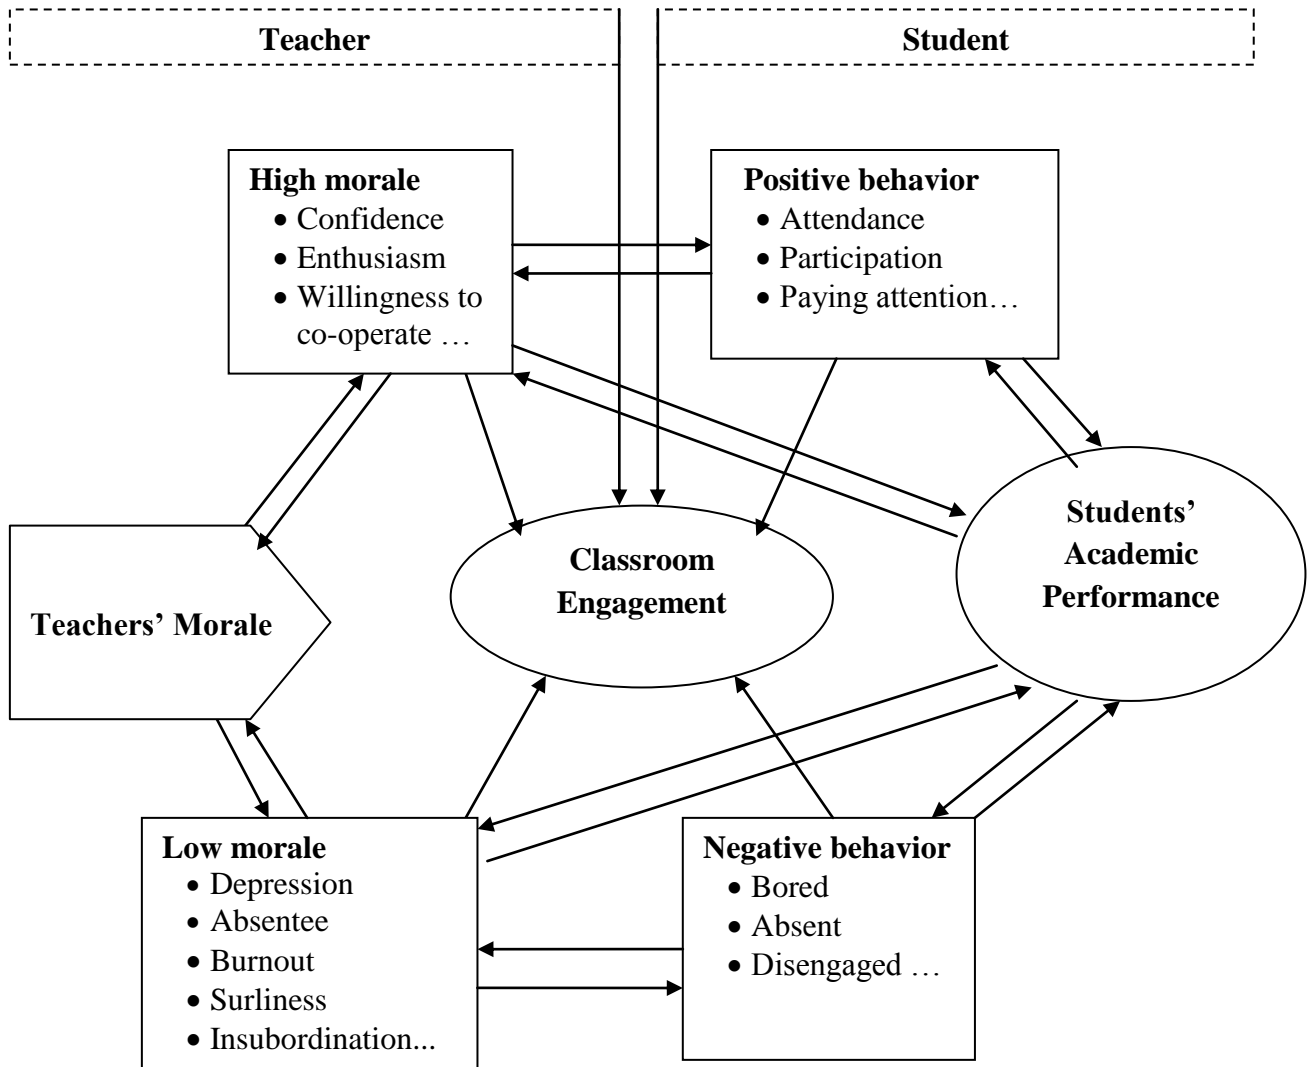 Teacher
Student
High morale
• Confidence
• Enthusiasm
• Willingness to
co-operate …
Positive behavior
• Attendance
• Participation
• Paying attention…
Teachers’ Morale
Classroom
Engagement
Students’
Academic
Performance
Low morale
• Depression
• Absentee
• Burnout
• Surliness
• Insubordination...
Negative behavior
• Bored
• Absent
• Disengaged …